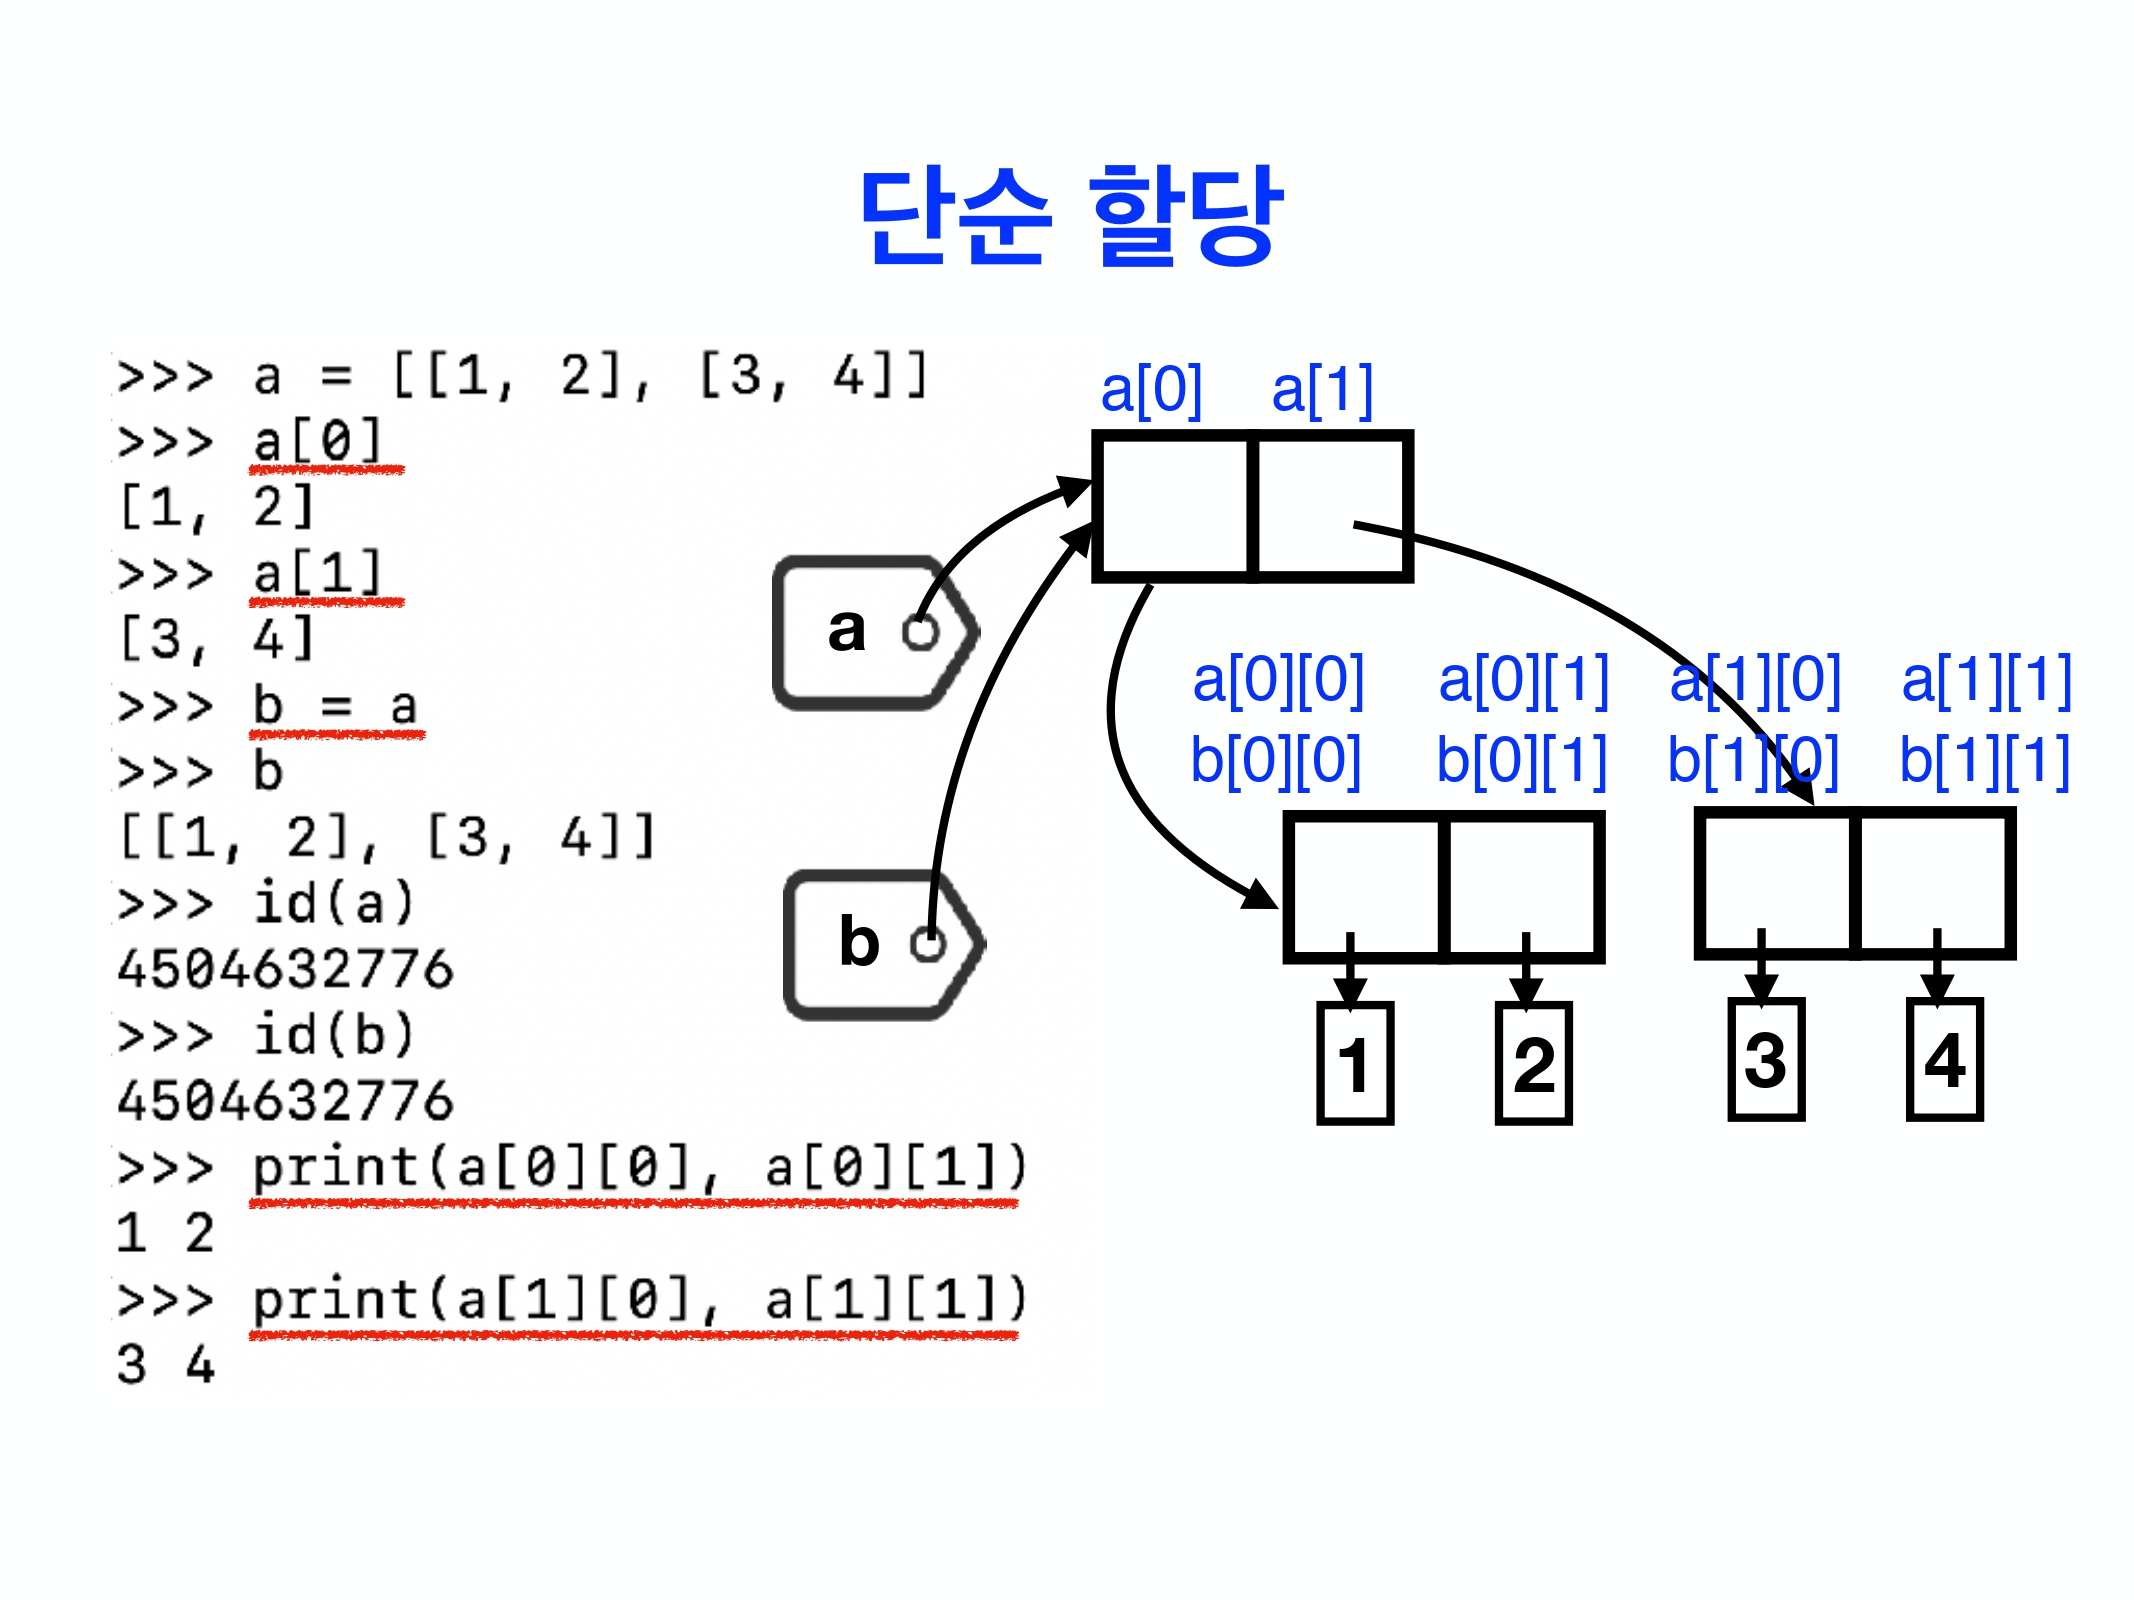 단순 할당
>>> a = [[1, 2], [3, 4]]
>>> a[0]
[1, 2]
>>> a[1]
[3, 4]
>>> b = a
>>> b
[[1, 2], [3, 4]]
>>> id(a)
4504632776
>>> id(b)
4504632776
>>> print(a[0][0], a[0][1])
1 2
>>> print(a[1][0], a[1][1])
3 4
a[0] a[1]
a
b
a[0][0] a[0][1] a[1][0] a[1][1]
b[0][0] b[0][1] b[1][0] b[1][1]
1 2 3 4